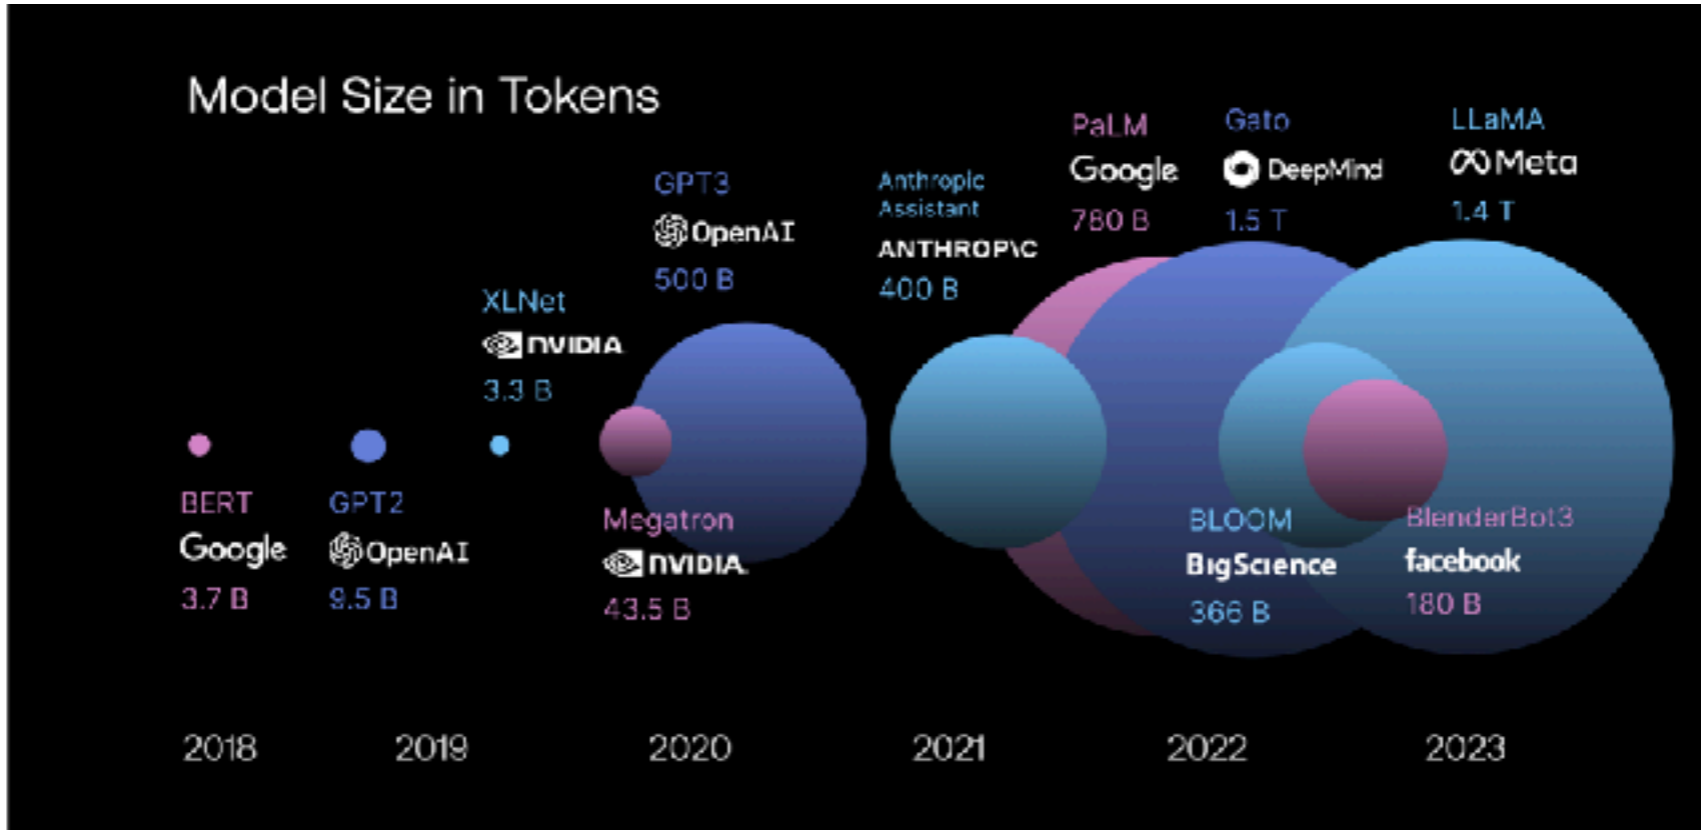 Model Size in Tokens
BERT
Google
3.7 B
GPT2
OpenAI
9.5 B
XLNet
NVIDIA
3.3 B
Megatron
NVIDIA.
43.5 B
GPT3
OpenAI
500 B
Anthropic
Assistant
ANTHROP\C
400 B
PaLM
Google
780 B
Gato
DeepMind
1.5 T
BLOOM
BigScience
366 B
BlenderBot3
facebook
180 B
LLaMA
Meta
1.4 T
2018
2019
2020
2021
2022
2023